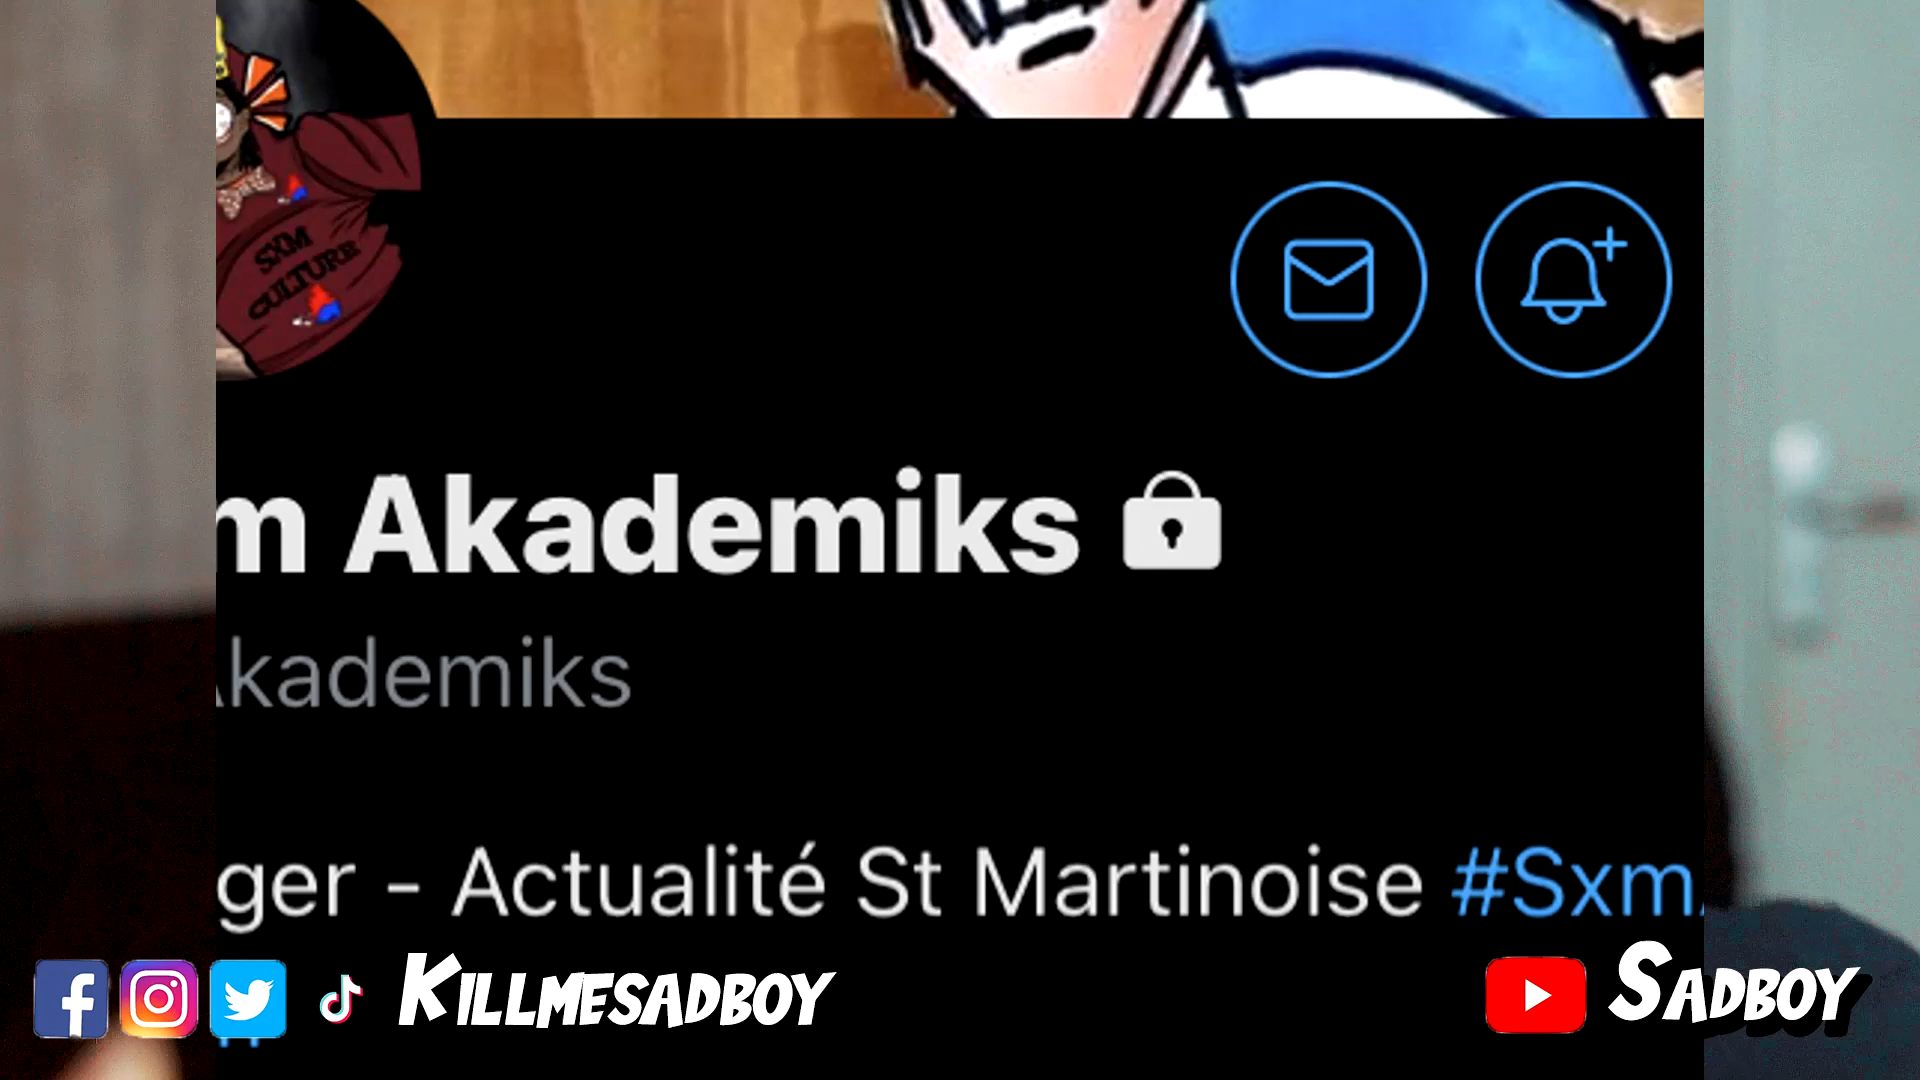 SXM
CULTURE
m Akademiks
kademiks
ger - Actualité St Martinoise #Sxm
KILLMESADBOY
SADBOY